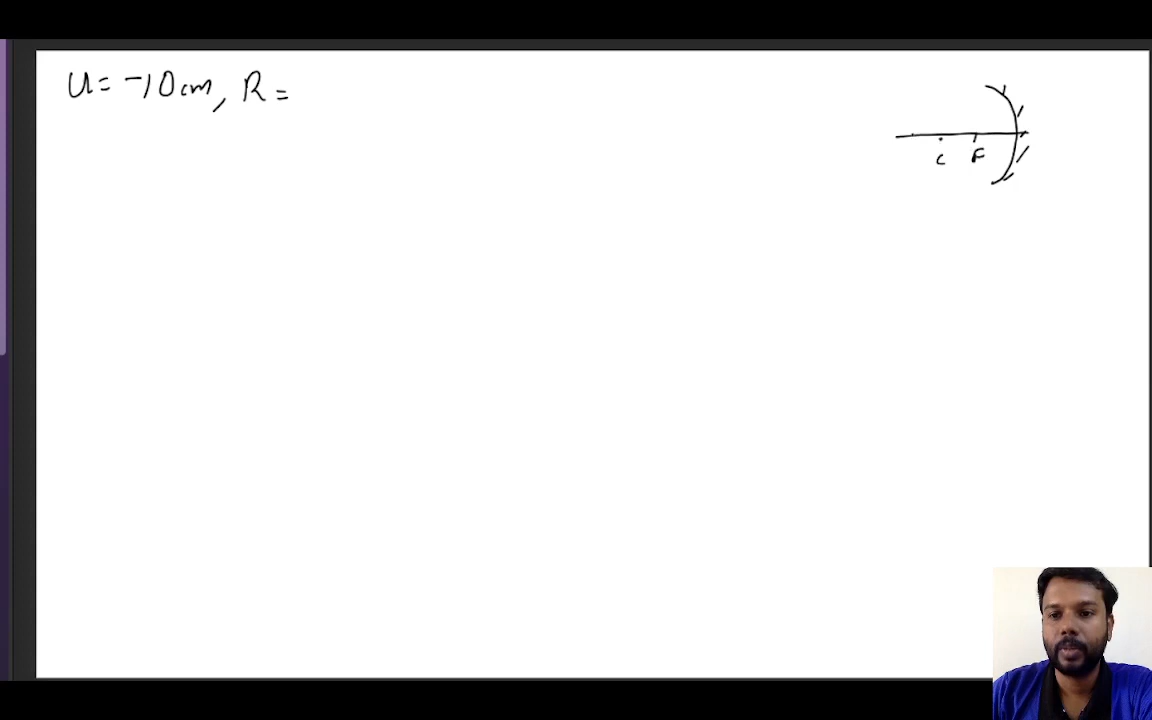 u = -10cm, R =
C F